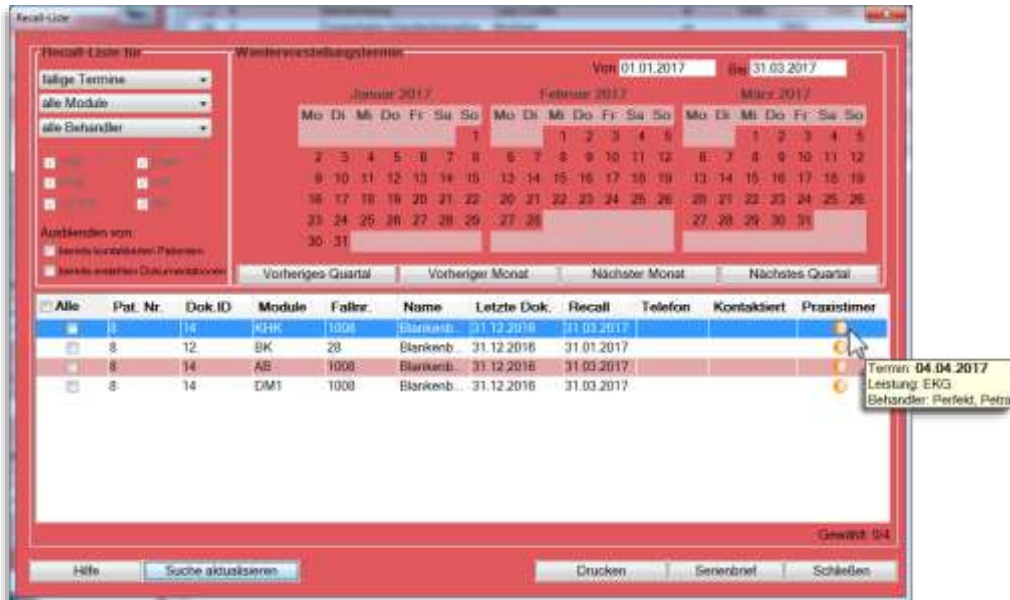 Recall-Liste
Recall-Liste für
fällige Termine
alle Module
alle Behandler
Ausblenden von:
bereits kontaktierten Patienten
bereits erstellten Dokumentationen
Wiedervorstellungstermin
Von 01.01.2017 Bis 31.03.2017
Januar 2017 Februar 2017 März 2017
Mo Di Mi Do Fr Sa So Mo Di Mi Do Fr Sa So Mo Di Mi Do Fr Sa So
1 1 2 3 4 5 1 2 3 4 5
2 3 4 5 6 7 8 6 7 8 9 10 11 12 6 7 8 9 10 11 12
9 10 11 12 13 14 15 13 14 15 16 17 18 19 13 14 15 16 17 18 19
16 17 18 19 20 21 22 20 21 22 23 24 25 26 20 21 22 23 24 25 26
23 24 25 26 27 28 29 27 28 27 28 29 30 31
30 31
Vorheriges Quartal Vorheriger Monat Nächster Monat Nächstes Quartal
Alle Pat. Nr. Dok.ID Module Fallnr. Name Letzte Dok. Recall Telefon Kontaktiert Praxistimer
8 14 KHK 1008 Blankenb... 31.12.2016 31.03.2017
8 12 BK 28 Blankenb... 31.12.2016 31.01.2017
8 14 AB 1008 Blankenb... 31.12.2016 31.03.2017
8 14 DM1 1008 Blankenb... 31.12.2016 31.03.2017
Termin: 04.04.2017
Leistung: EKG
Behandler: Perfekt, Petra
Gewählt: 0/4
Hilfe Suche aktualisieren Drucken Serienbrief Schließen